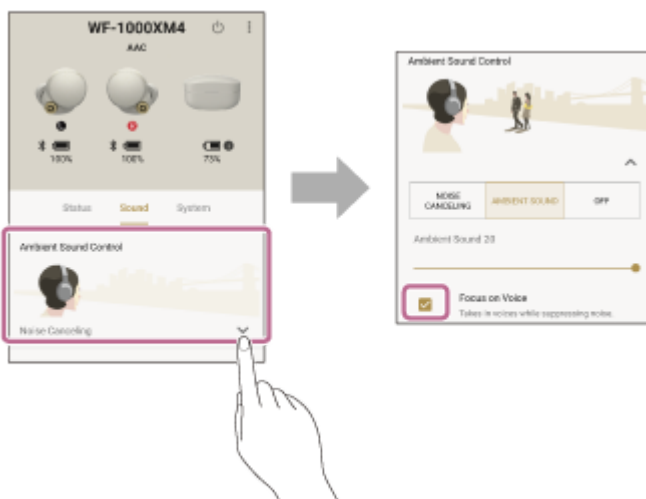 WF-1000XM4
AAC
100%
100%
73%
Status Sound System
Ambient Sound Control
Noise Canceling
Ambient Sound Control
NOISE
CANCELING
AMBIENT SOUND
OFF
Ambient Sound 20
Focus on Voice
Takes in voices while suppressing noise.